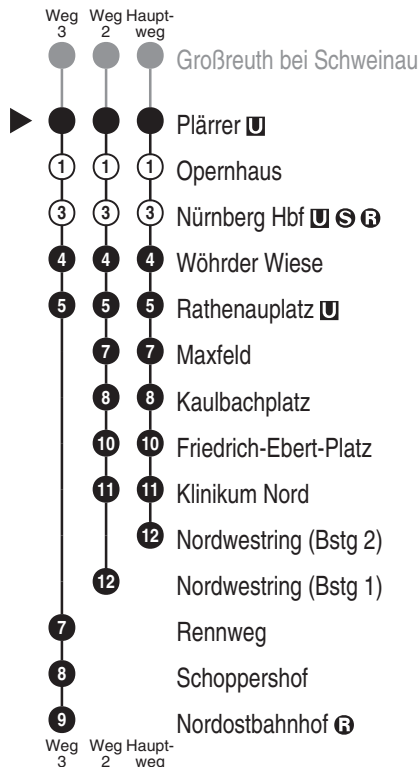 Weg Weg Haupt-
3 2 weg
Großreuth bei Schweinau
Plärrer U
1 1 1 Opernhaus
3 3 3 Nürnberg Hbf U S R
4 4 4 Wöhrder Wiese
5 5 5 Rathenauplatz U
7 7 Maxfeld
8 8 Kaulbachplatz
10 10 Friedrich-Ebert-Platz
11 11 Klinikum Nord
12 Nordwestring (Bstg 2)
12 Nordwestring (Bstg 1)
7 Rennweg
8 Schoppershof
9 Nordostbahnhof R
Weg Weg Haupt-
3 2 weg